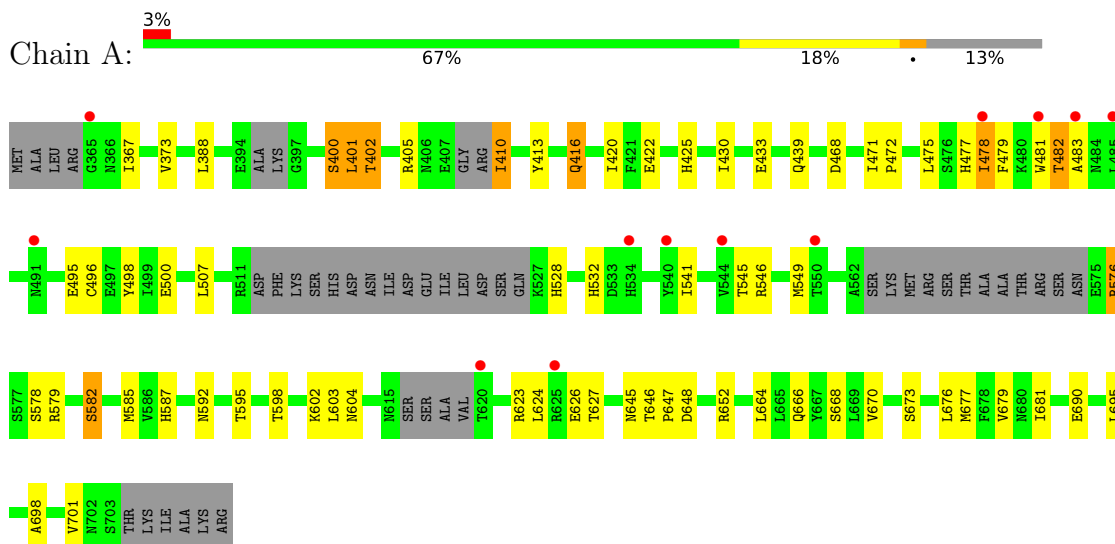 3%
Chain A:
67% 18% • 13%
MET ALA LEU ARG G365 N366 I367 V373 L388 E394 ALA LYS G397 S400 L401 T402 R405 N406 E407 GLY ARG I410 Y413 Q416 I420 F421 E422 H425 I430 E433 Q439 D468 I471 P472 L475 S476 H477 I478 F479 K480 W481 T482 A483 N484 L485
N491 E495 C496 E497 Y498 I499 E500 L507 R511 ASP PHE LYS SER HIS ASP ASN ILE ASP GLU ILE LEU ASP SER GLN K527 H528 H532 D533 H534 Y540 I541 V544 T545 R546 M549 T550 A562 SER LYS MET ARG SER THR ALA ALA THR ARG SER ASN E575 R576
S577 S578 R579 S582 M585 V586 H587 N592 T595 T598 K602 L603 N604 N615 SER SER ALA VAL T620 R623 L624 R625 E626 T627 N645 T646 P647 D648 R652 L664 L665 Q666 Y667 S668 L669 V670 S673 L676 M677 F678 V679 N680 I681 E690 L695
A698 V701 N702 S703 THR LYS ILE ALA LYS ARG